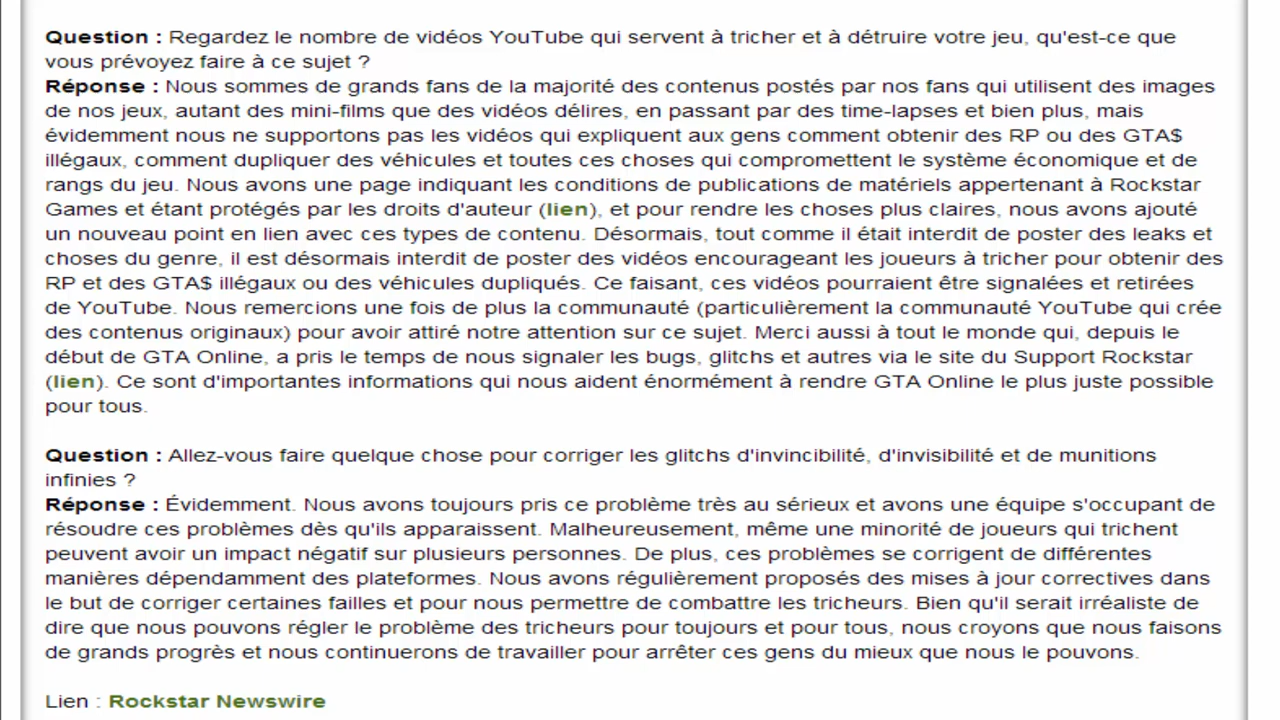 Question : Regardez le nombre de vidéos YouTube qui servent à tricher et à détruire votre jeu, qu'est-ce que
vous prévoyez faire à ce sujet ?
Réponse : Nous sommes de grands fans de la majorité des contenus postés par nos fans qui utilisent des images
de nos jeux, autant des mini-films que des vidéos délires, en passant par des time-lapses et bien plus, mais
évidemment nous ne supportons pas les vidéos qui expliquent aux gens comment obtenir des RP ou des GTA$
illégaux, comment dupliquer des véhicules et toutes ces choses qui compromettent le système économique et de
rangs du jeu. Nous avons une page indiquant les conditions de publications de matériels appertenant à Rockstar
Games et étant protégés par les droits d'auteur (lien), et pour rendre les choses plus claires, nous avons ajouté
un nouveau point en lien avec ces types de contenu. Désormais, tout comme il était interdit de poster des leaks et
choses du genre, il est désormais interdit de poster des vidéos encourageant les joueurs à tricher pour obtenir des
RP et des GTA$ illégaux ou des véhicules dupliqués. Ce faisant, ces vidéos pourraient être signalées et retirées
de YouTube. Nous remercions une fois de plus la communauté (particulièrement la communauté YouTube qui crée
des contenus originaux) pour avoir attiré notre attention sur ce sujet. Merci aussi à tout le monde qui, depuis le
début de GTA Online, a pris le temps de nous signaler les bugs, glitchs et autres via le site du Support Rockstar
(lien). Ce sont d'importantes informations qui nous aident énormément à rendre GTA Online le plus juste possible
pour tous.
Question : Allez-vous faire quelque chose pour corriger les glitchs d'invincibilité, d'invisibilité et de munitions
infinies ?
Réponse : Évidemment. Nous avons toujours pris ce problème très au sérieux et avons une équipe s'occupant de
résoudre ces problèmes dès qu'ils apparaissent. Malheureusement, même une minorité de joueurs qui trichent
peuvent avoir un impact négatif sur plusieurs personnes. De plus, ces problèmes se corrigent de différentes
manières dépendamment des plateformes. Nous avons régulièrement proposés des mises à jour correctives dans
le but de corriger certaines failles et pour nous permettre de combattre les tricheurs. Bien qu'il serait irréaliste de
dire que nous pouvons régler le problème des tricheurs pour toujours et pour tous, nous croyons que nous faisons
de grands progrès et nous continuerons de travailler pour arrêter ces gens du mieux que nous le pouvons.
Lien : Rockstar Newswire